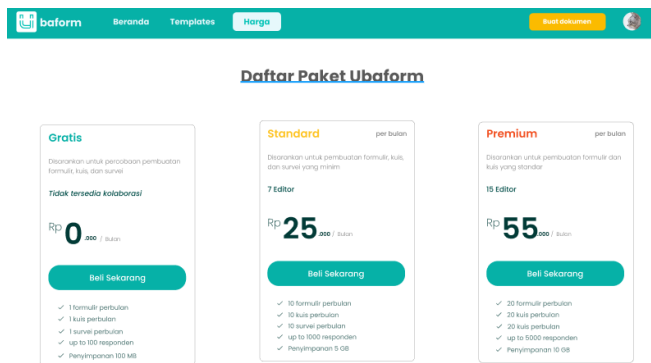 baform Beranda Templates Harga Buat dokumen
Daftar Paket Ubaform
Gratis
Disarankan untuk percobaan pembuatan
formulir, kuis, dan survei
Tidak tersedia kolaborasi
Rp 0.000 / Bulan
Beli Sekarang
1 formulir perbulan
1 kuis perbulan
1 survei perbulan
up to 100 responden
Penyimpanan 100 MB
Standard per bulan
Disarankan untuk pembuatan formulir, kuis,
dan survei yang minim
7 Editor
Rp 25.000 / Bulan
Beli Sekarang
10 formulir perbulan
10 kuis perbulan
10 survei perbulan
up to 1000 responden
Penyimpanan 5 GB
Premium per bulan
Disarankan untuk pembuatan formulir dan
kuis yang standar
15 Editor
Rp 55.000 / Bulan
Beli Sekarang
20 formulir perbulan
20 kuis perbulan
20 kuis perbulan
up to 5000 responden
Penyimpanan 10 GB